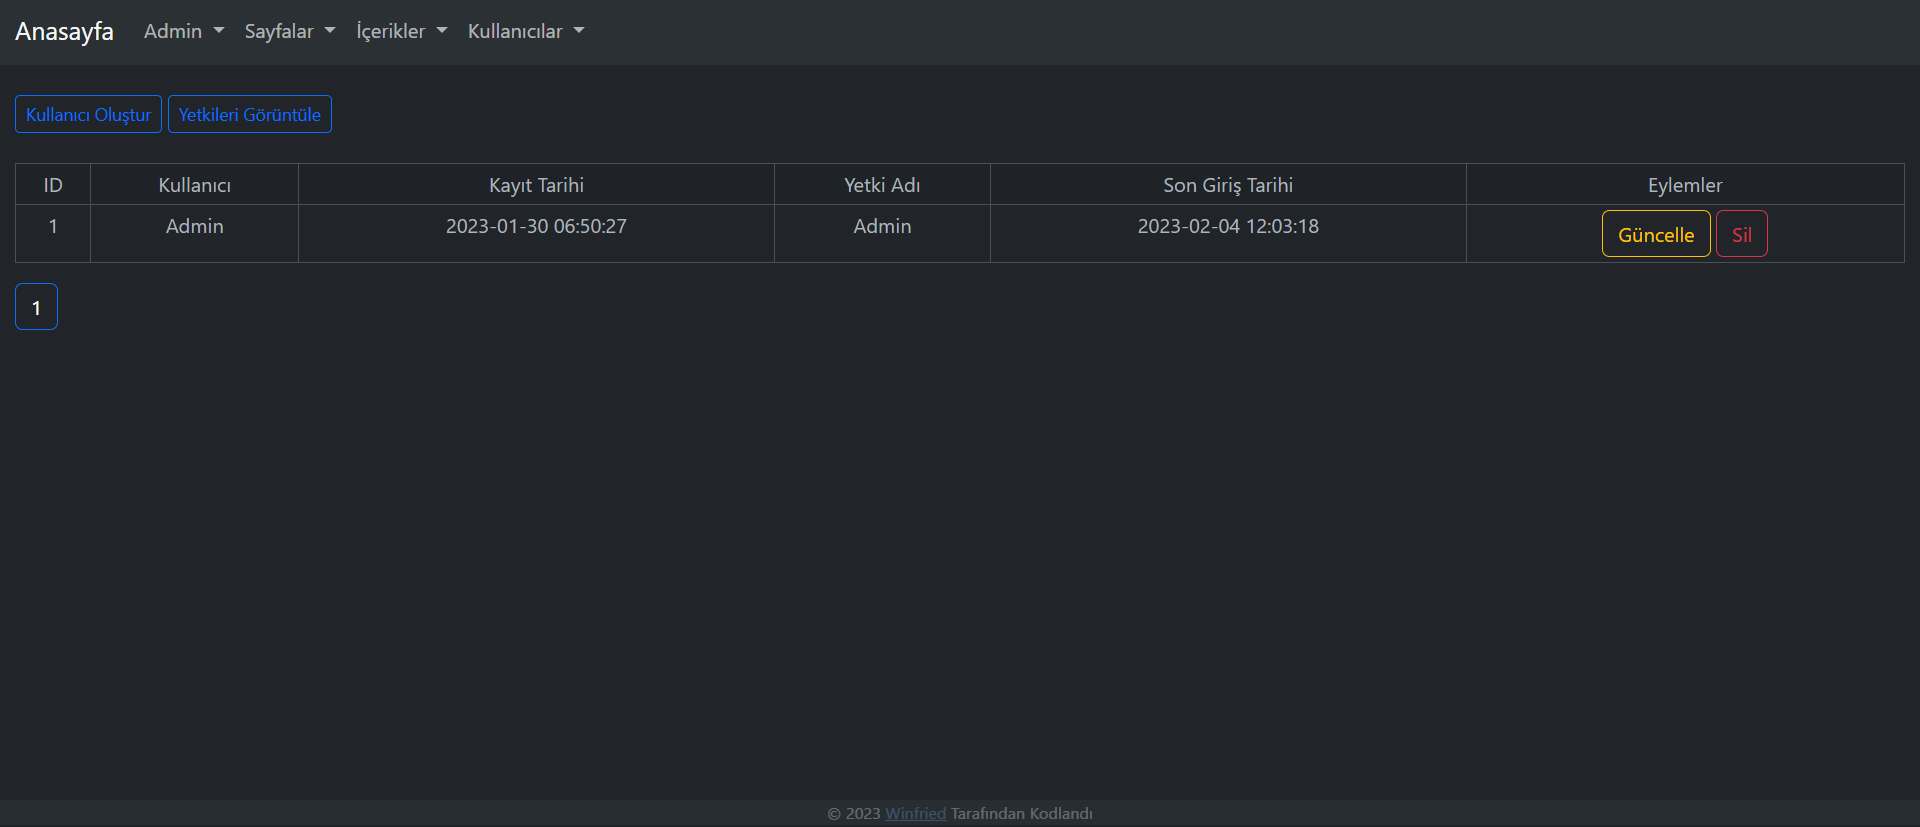 Anasayfa Admin Sayfalar İçerikler Kullanıcılar
Kullanıcı Oluştur Yetkileri Görüntüle
ID Kullanıcı Kayıt Tarihi Yetki Adı Son Giriş Tarihi Eylemler
1 Admin 2023-01-30 06:50:27 Admin 2023-02-04 12:03:18 Güncelle Sil
1
© 2023 Winfried Tarafından Kodlandı